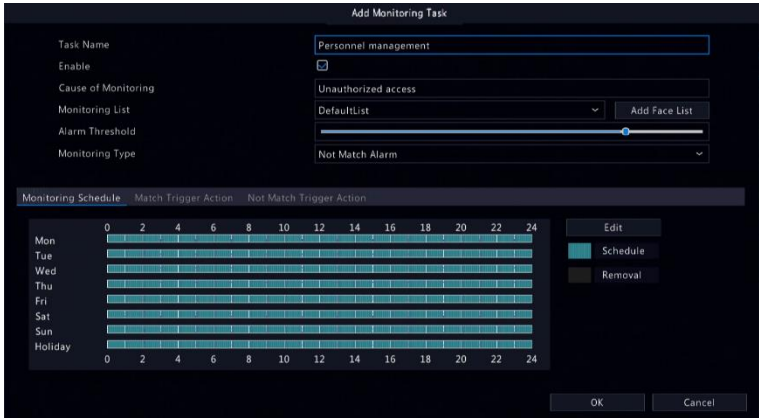 Add Monitoring Task
Task Name Personnel management
Enable
Cause of Monitoring Unauthorized access
Monitoring List DefaultList Add Face List
Alarm Threshold
Monitoring Type Not Match Alarm
Monitoring Schedule Match Trigger Action Not Match Trigger Action
0 2 4 6 8 10 12 14 16 18 20 22 24 Edit
Mon
Tue Schedule
Wed
Thu Removal
Fri
Sat
Sun
Holiday
0 2 4 6 8 10 12 14 16 18 20 22 24
OK Cancel